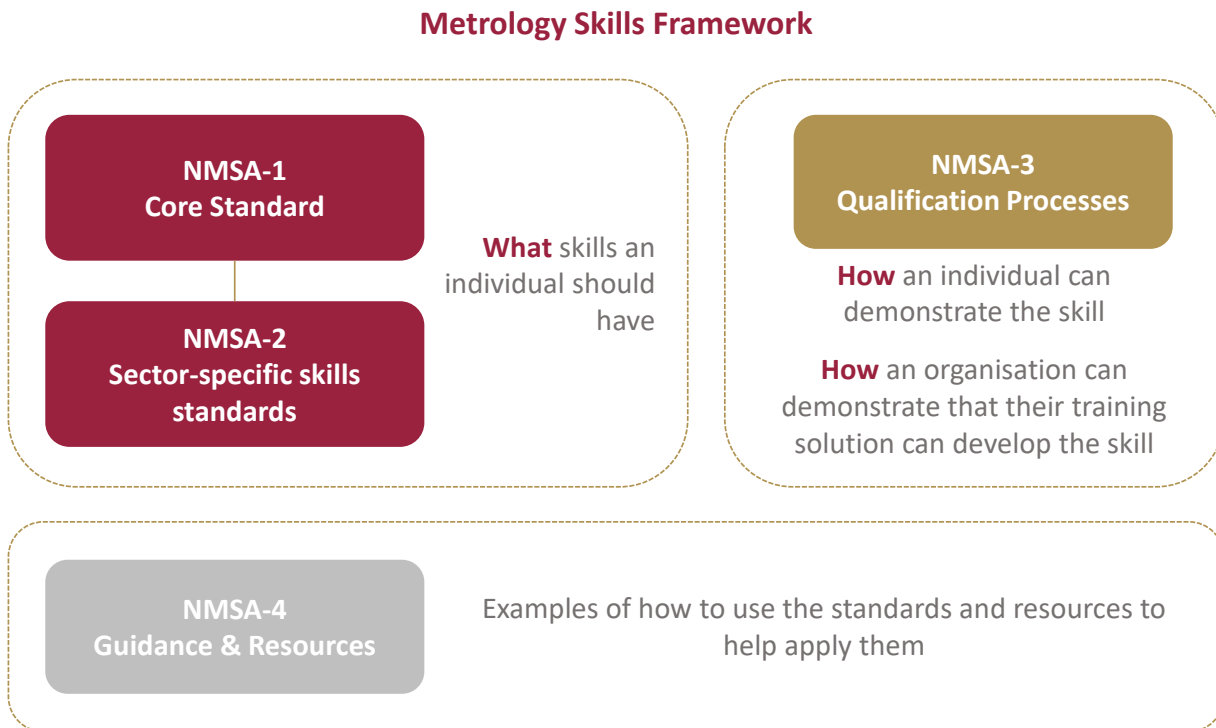 Metrology Skills Framework
NMSA-1
Core Standard
NMSA-2
Sector-specific skills
standards
What skills an
individual should
have
NMSA-3
Qualification Processes
How an individual can
demonstrate the skill
How an organisation can
demonstrate that their training
solution can develop the skill
NMSA-4
Guidance & Resources
Examples of how to use the standards and resources to
help apply them